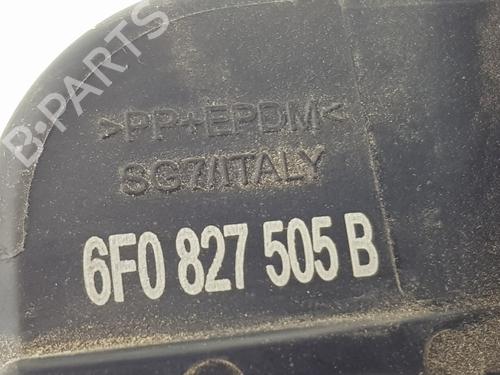 B-PARTS
>PP+EPDM<
SG7/ITALY
6F0 827 505 B